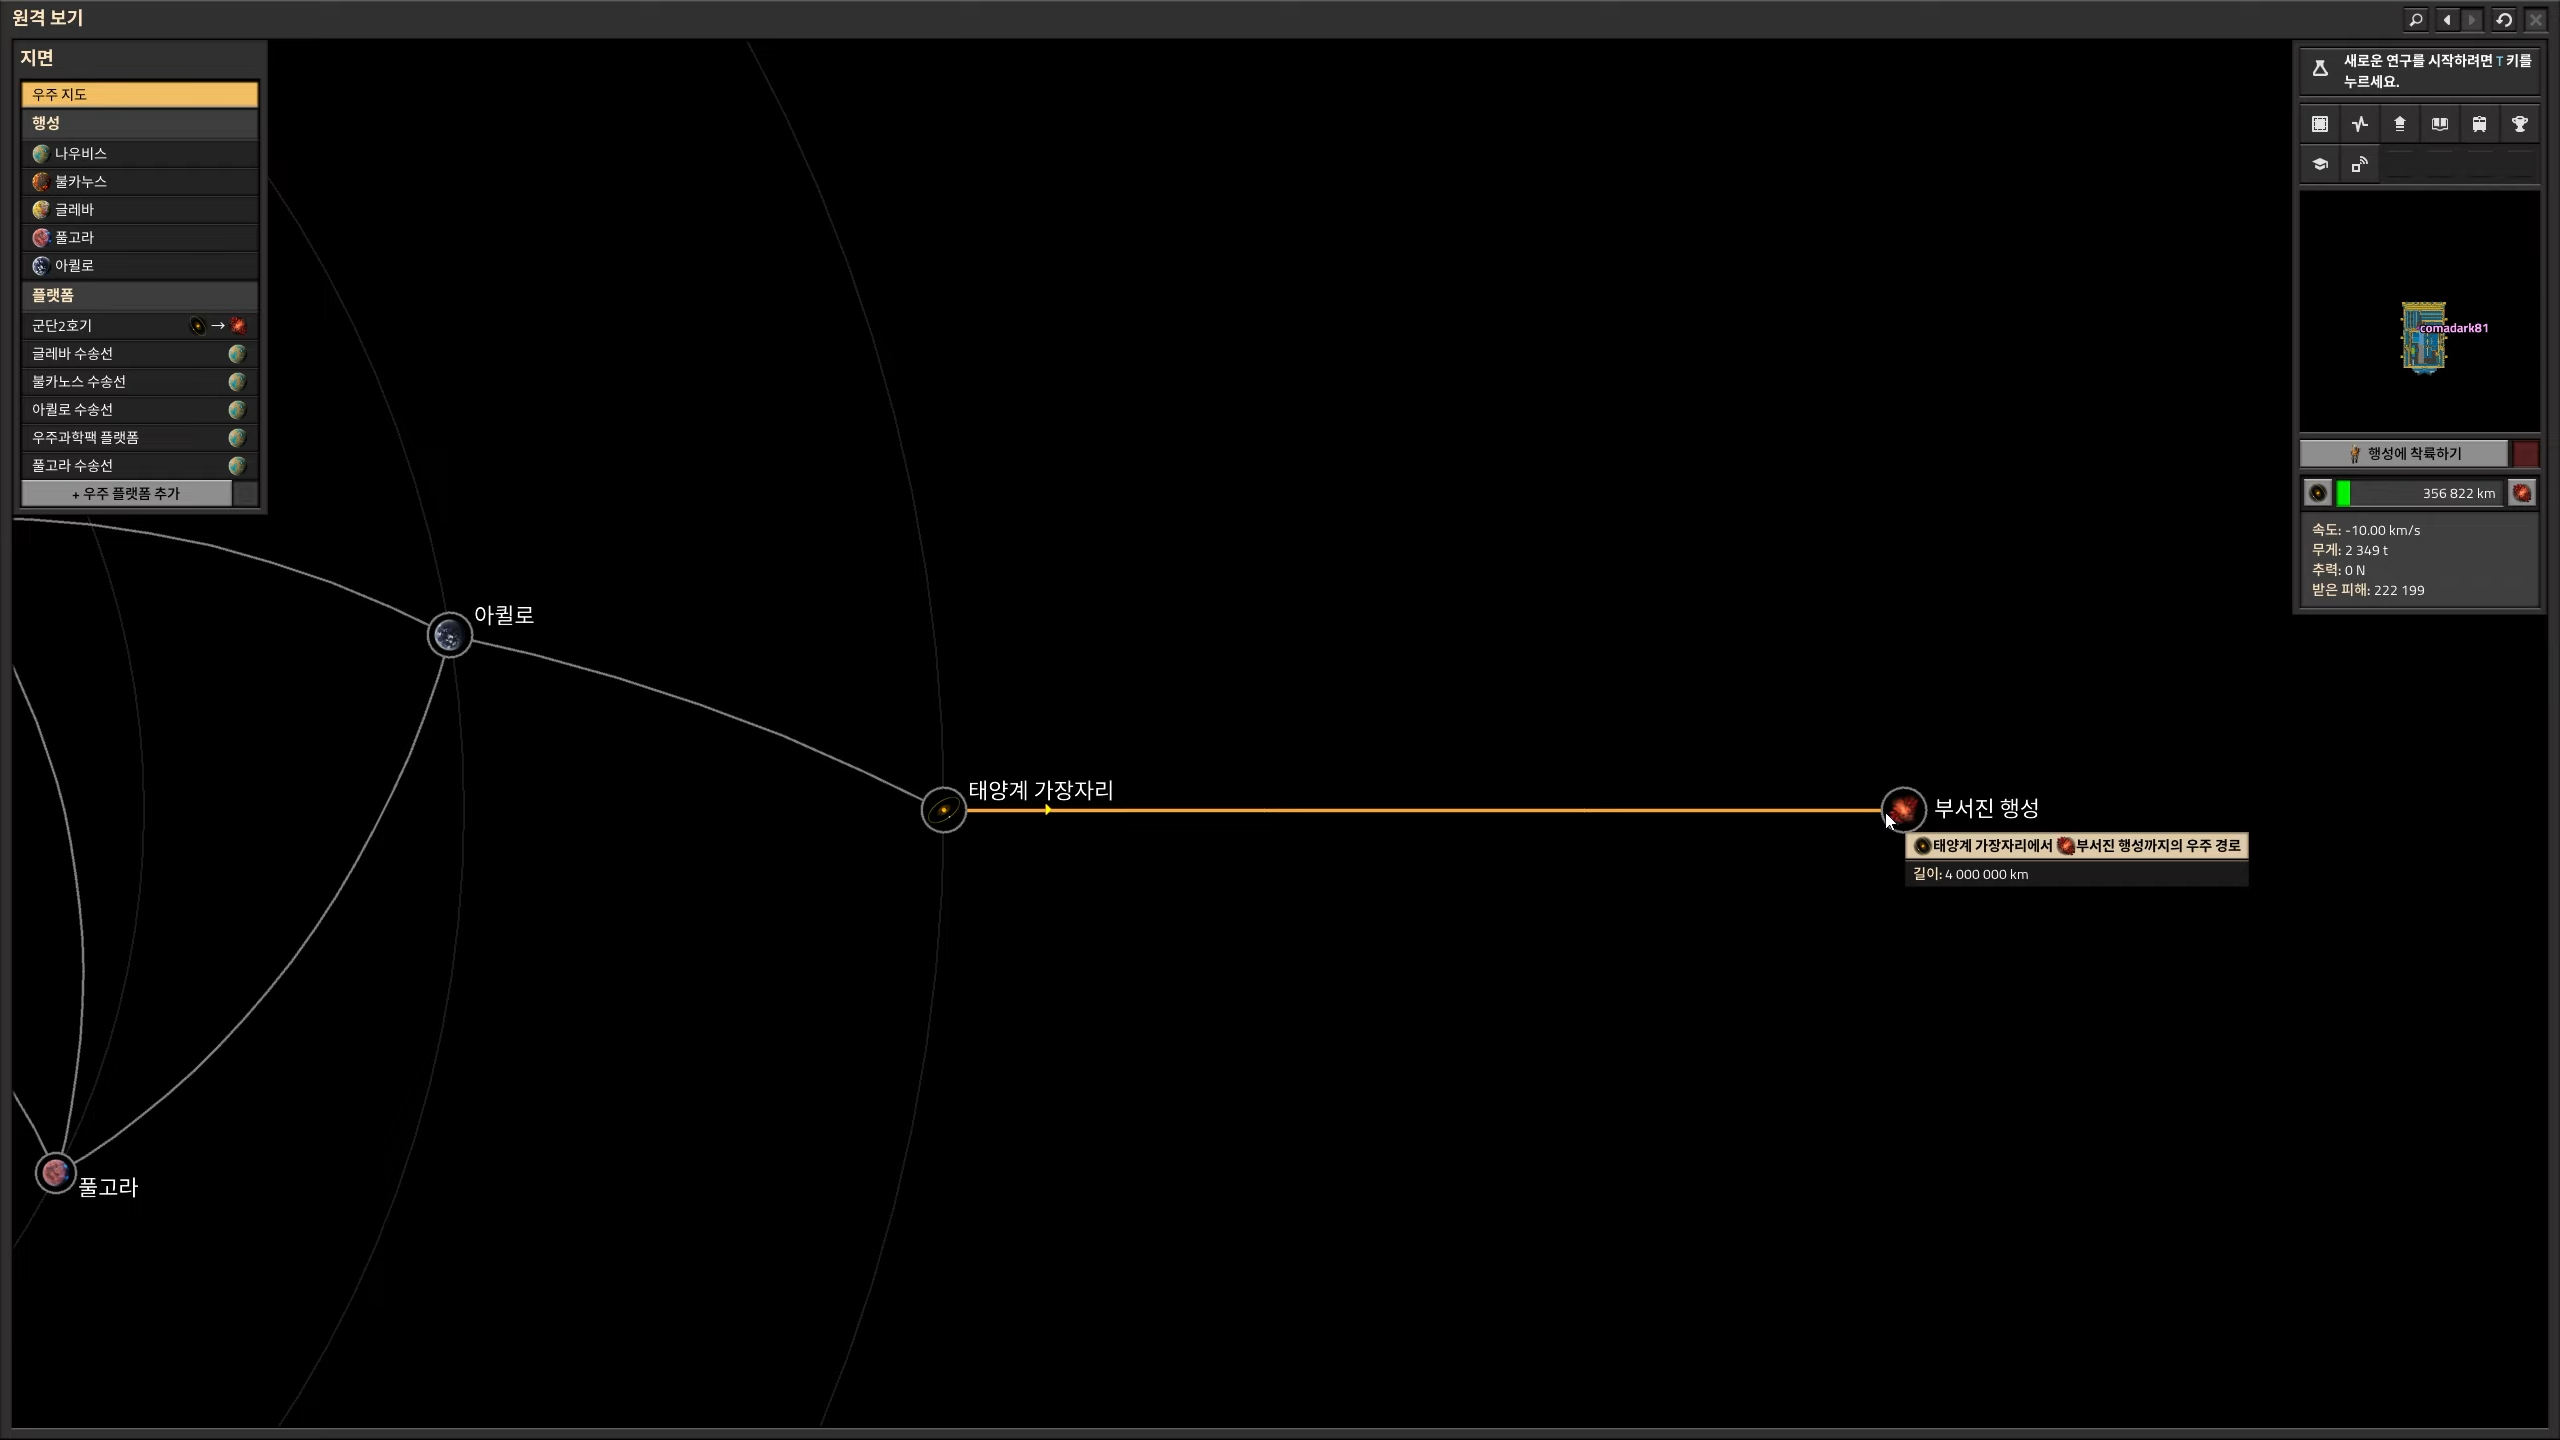 원격 보기
지면
우주 지도
행성
나우비스
불카누스
글레바
풀고라
아퀼로
플랫폼
군단2호기
글레바 수송선
불카노스 수송선
아퀼로 수송선
우주과학팩 플랫폼
풀고라 수송선
+ 우주 플랫폼 추가
아퀼로
태양계 가장자리
부서진 행성
태양계 가장자리에서 부서진 행성까지의 우주 경로
길이: 4 000 000 km
풀고라
새로운 연구를 시작하려면 T 키를
누르세요.
comadark81
행성에 착륙하기
356 822 km
속도: -10.00 km/s
무게: 2 349 t
추력: 0 N
받은 피해: 222 199